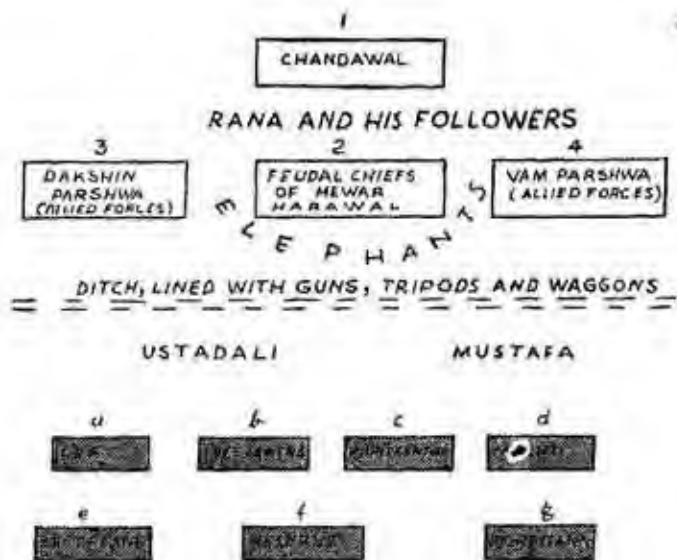 1
CHANDAWAL
RANA AND HIS FOLLOWERS
3
2
4
DAKSHIN
PARSHWA
(ALLIED FORCES)
FEUDAL CHIEFS
OF MEWAR
HARAWAL
VAM PARSHWA
(ALLIED FORCES)
ELEPHANTS
DITCH, LINED WITH GUNS, TRIPODS AND WAGGONS
USTADALI
MUSTAFA
a
b
c
d
e
f
g